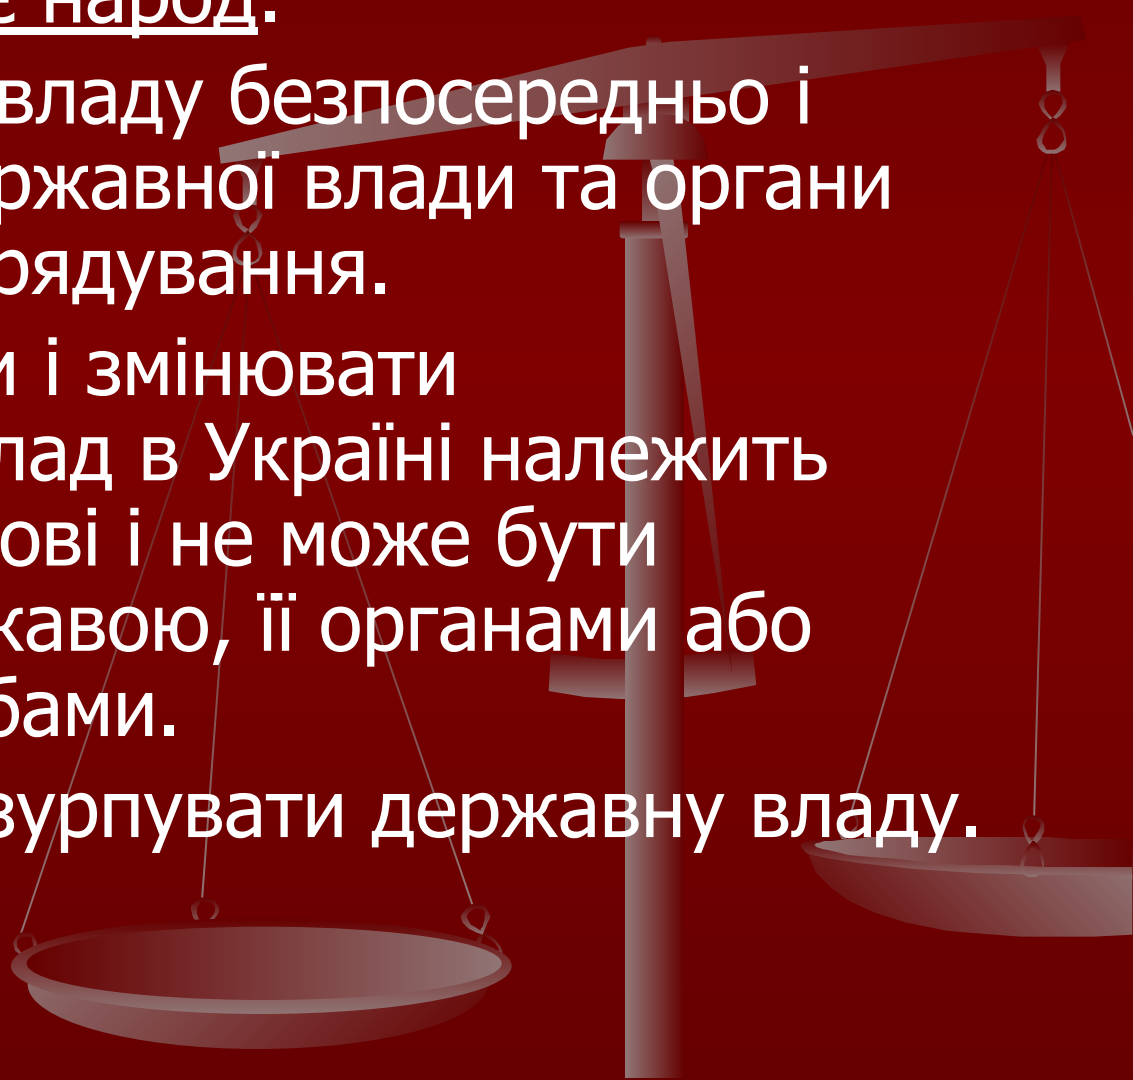 є народ.
владу безпосередньо і
ржавної влади та органи
рядування.
и і змінювати
лад в Україні належить
ові і не може бути
кавою, її органами або
бами.
зурпувати державну владу.